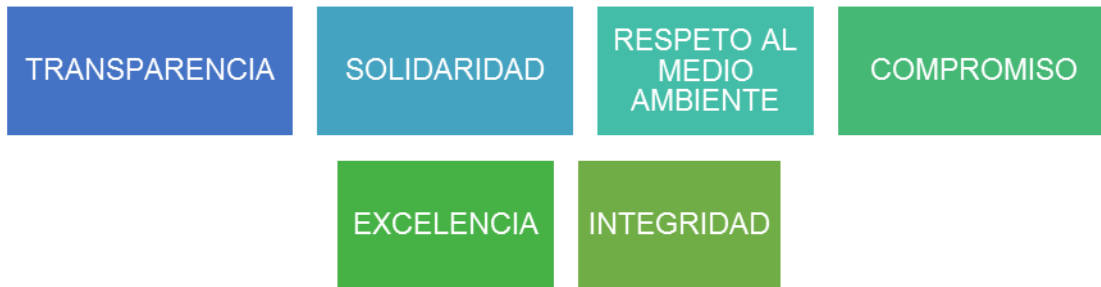 TRANSPARENCIA
SOLIDARIDAD
RESPETO AL
MEDIO
AMBIENTE
COMPROMISO
EXCELENCIA
INTEGRIDAD